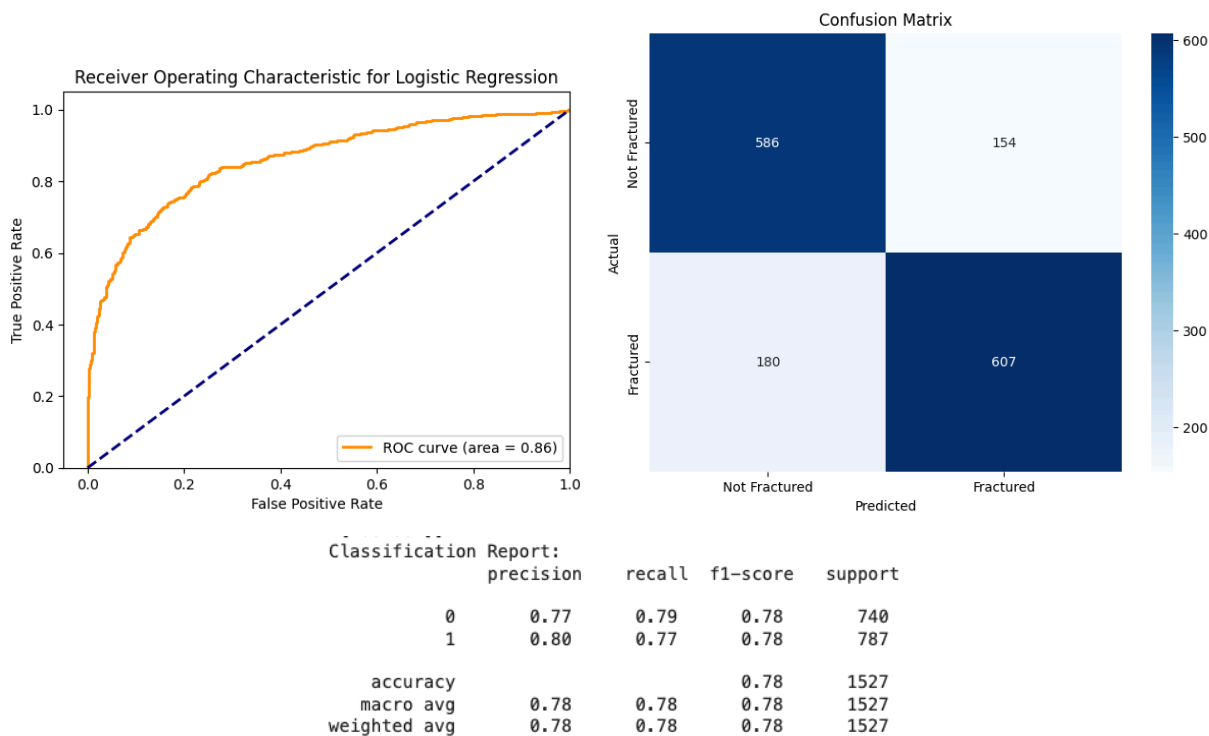 Receiver Operating Characteristic for Logistic Regression
1.0
0.8
0.6
0.4
0.2
0.0
True Positive Rate
0.0 0.2 0.4 0.6 0.8 1.0
False Positive Rate
ROC curve (area = 0.86)
Confusion Matrix
Not Fractured
Fractured
Actual
586 154
180 607
Not Fractured Fractured
Predicted
600
500
400
300
200
Classification Report:
precision recall f1-score support
0 0.77 0.79 0.78 740
1 0.80 0.77 0.78 787
accuracy 0.78 1527
macro avg 0.78 0.78 0.78 1527
weighted avg 0.78 0.78 0.78 1527